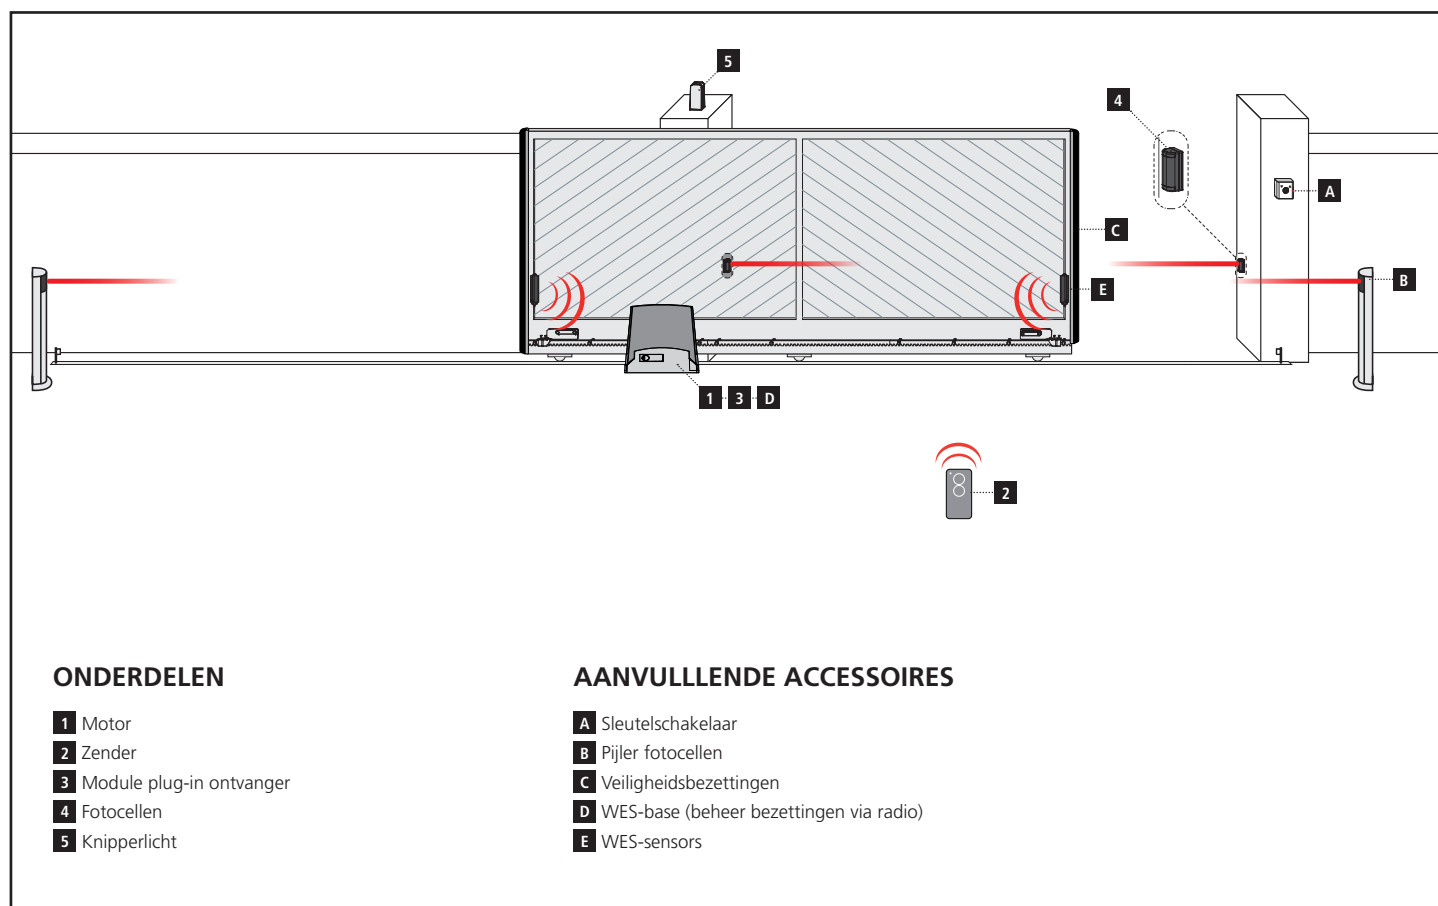 5
4
A
C
B
E
1 3 D
2
ONDERDELEN
1 Motor
2 Zender
3 Module plug-in ontvanger
4 Fotocellen
5 Knipperlicht
AANVULLLENDE ACCESSOIRES
A Sleutelschakelaar
B Pijler fotocellen
C Veiligheidsbezettingen
D WES-base (beheer bezettingen via radio)
E WES-sensors